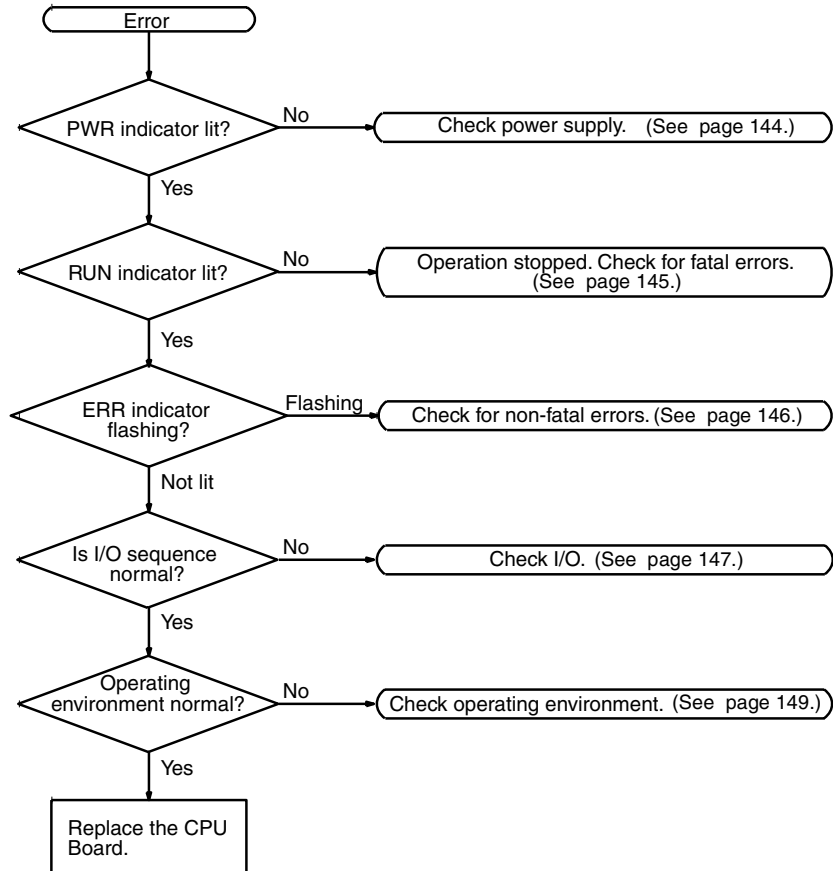 Error
PWR indicator lit?
No
Check power supply. (See page 144.)
Yes
RUN indicator lit?
No
Operation stopped. Check for fatal errors.
(See page 145.)
Yes
ERR indicator
flashing?
Flashing
Check for non-fatal errors. (See page 146.)
Not lit
Is I/O sequence
normal?
No
Check I/O. (See page 147.)
Yes
Operating
environment normal?
No
Check operating environment. (See page 149.)
Yes
Replace the CPU
Board.